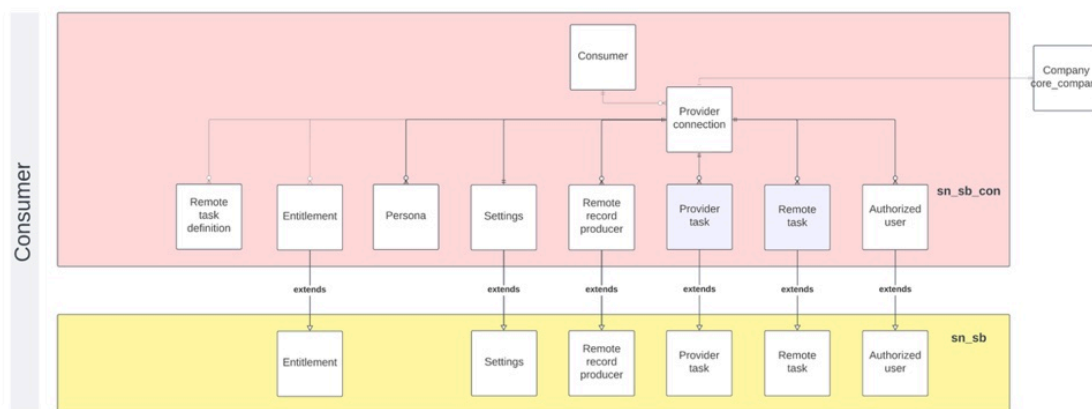 Consumer
Consumer
Company
core_compan
Provider
connection
sn_sb_con
Remote
task
definition
Entitlement
Persona
Settings
Remote
record
producer
Provider
task
Remote
task
Authorized
user
extends
extends
extends
extends
extends
extends
sn_sb
Entitlement
Settings
Remote
record
producer
Provider
task
Remote
task
Authorized
user